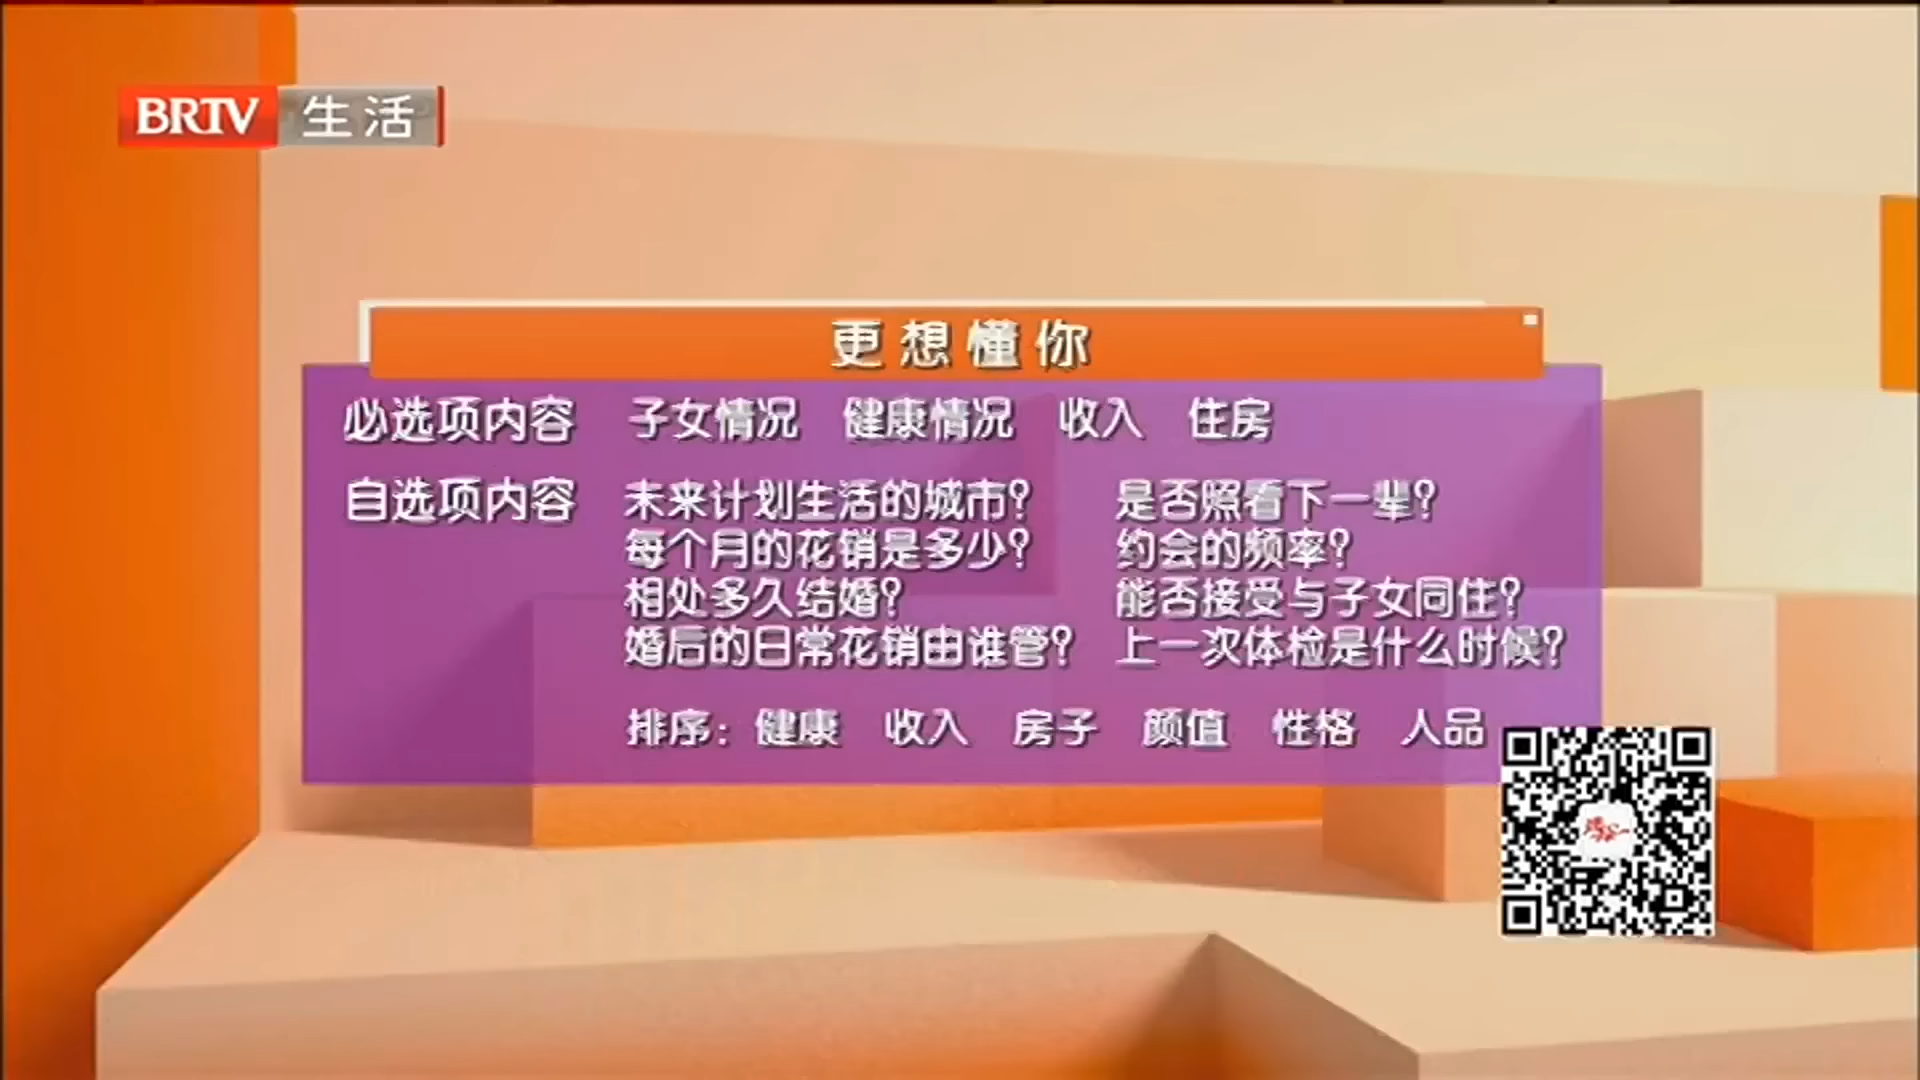 BRTV 生活
更想懂你
必选项内容 子女情况 健康情况 收入 住房
自选项内容 未来计划生活的城市? 是否照看下一辈?
每个月的花销是多少? 约会的频率?
相处多久结婚? 能否接受与子女同住?
婚后的日常花销由谁管? 上一次体检是什么时候?
排序: 健康 收入 房子 颜值 性格 人品